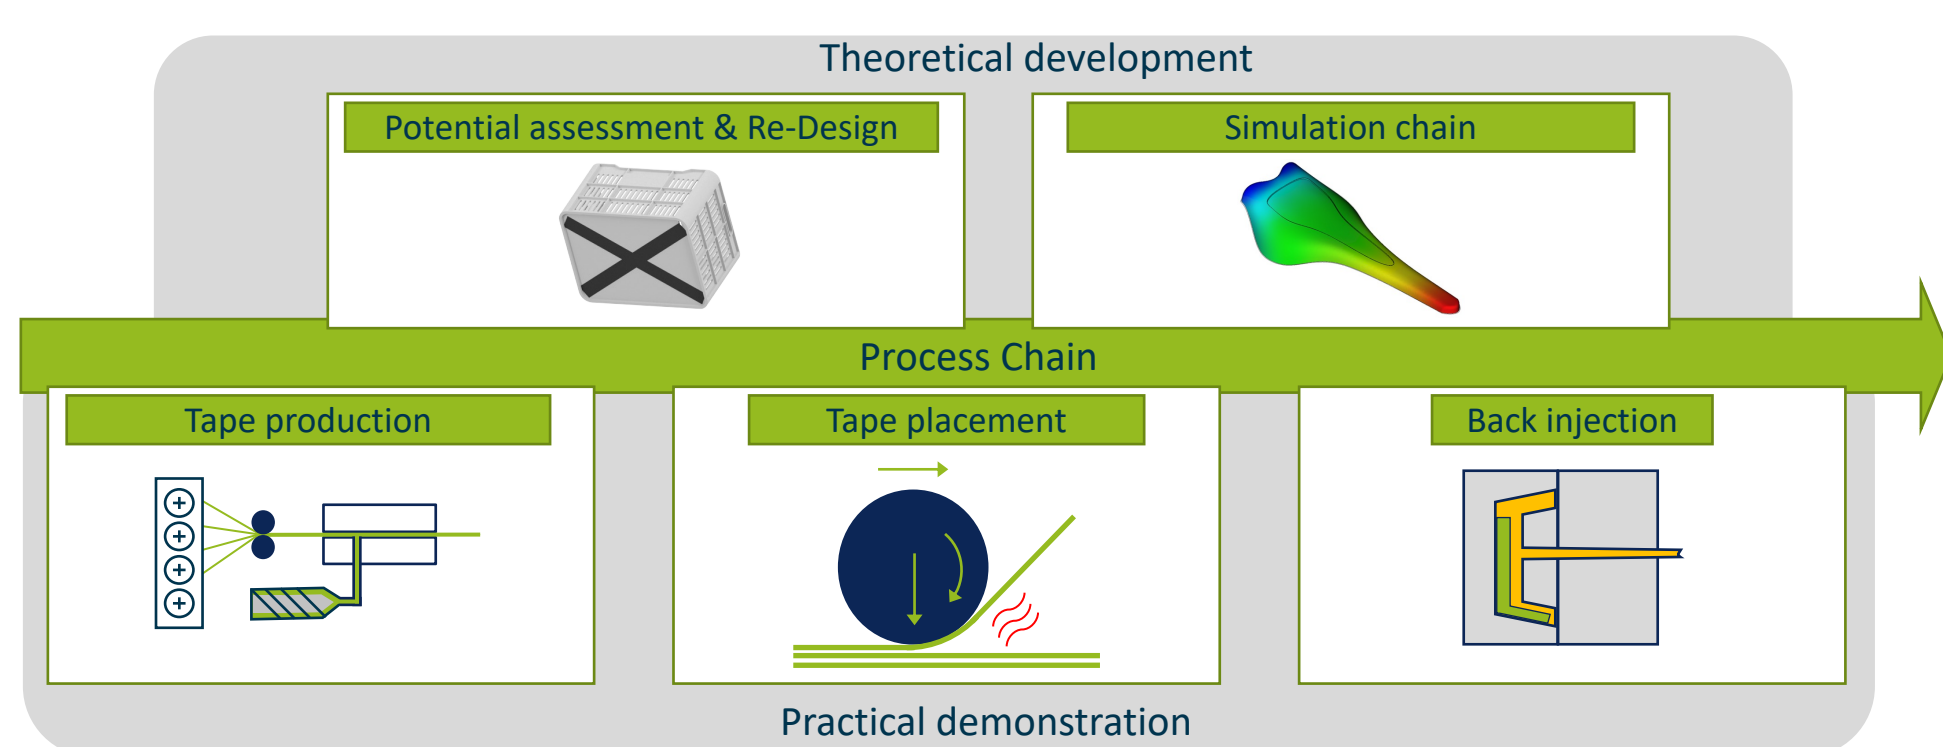 Theoretical development
Potential assessment & Re-Design
Simulation chain
Process Chain
Tape production
Tape placement
Back injection
Practical demonstration